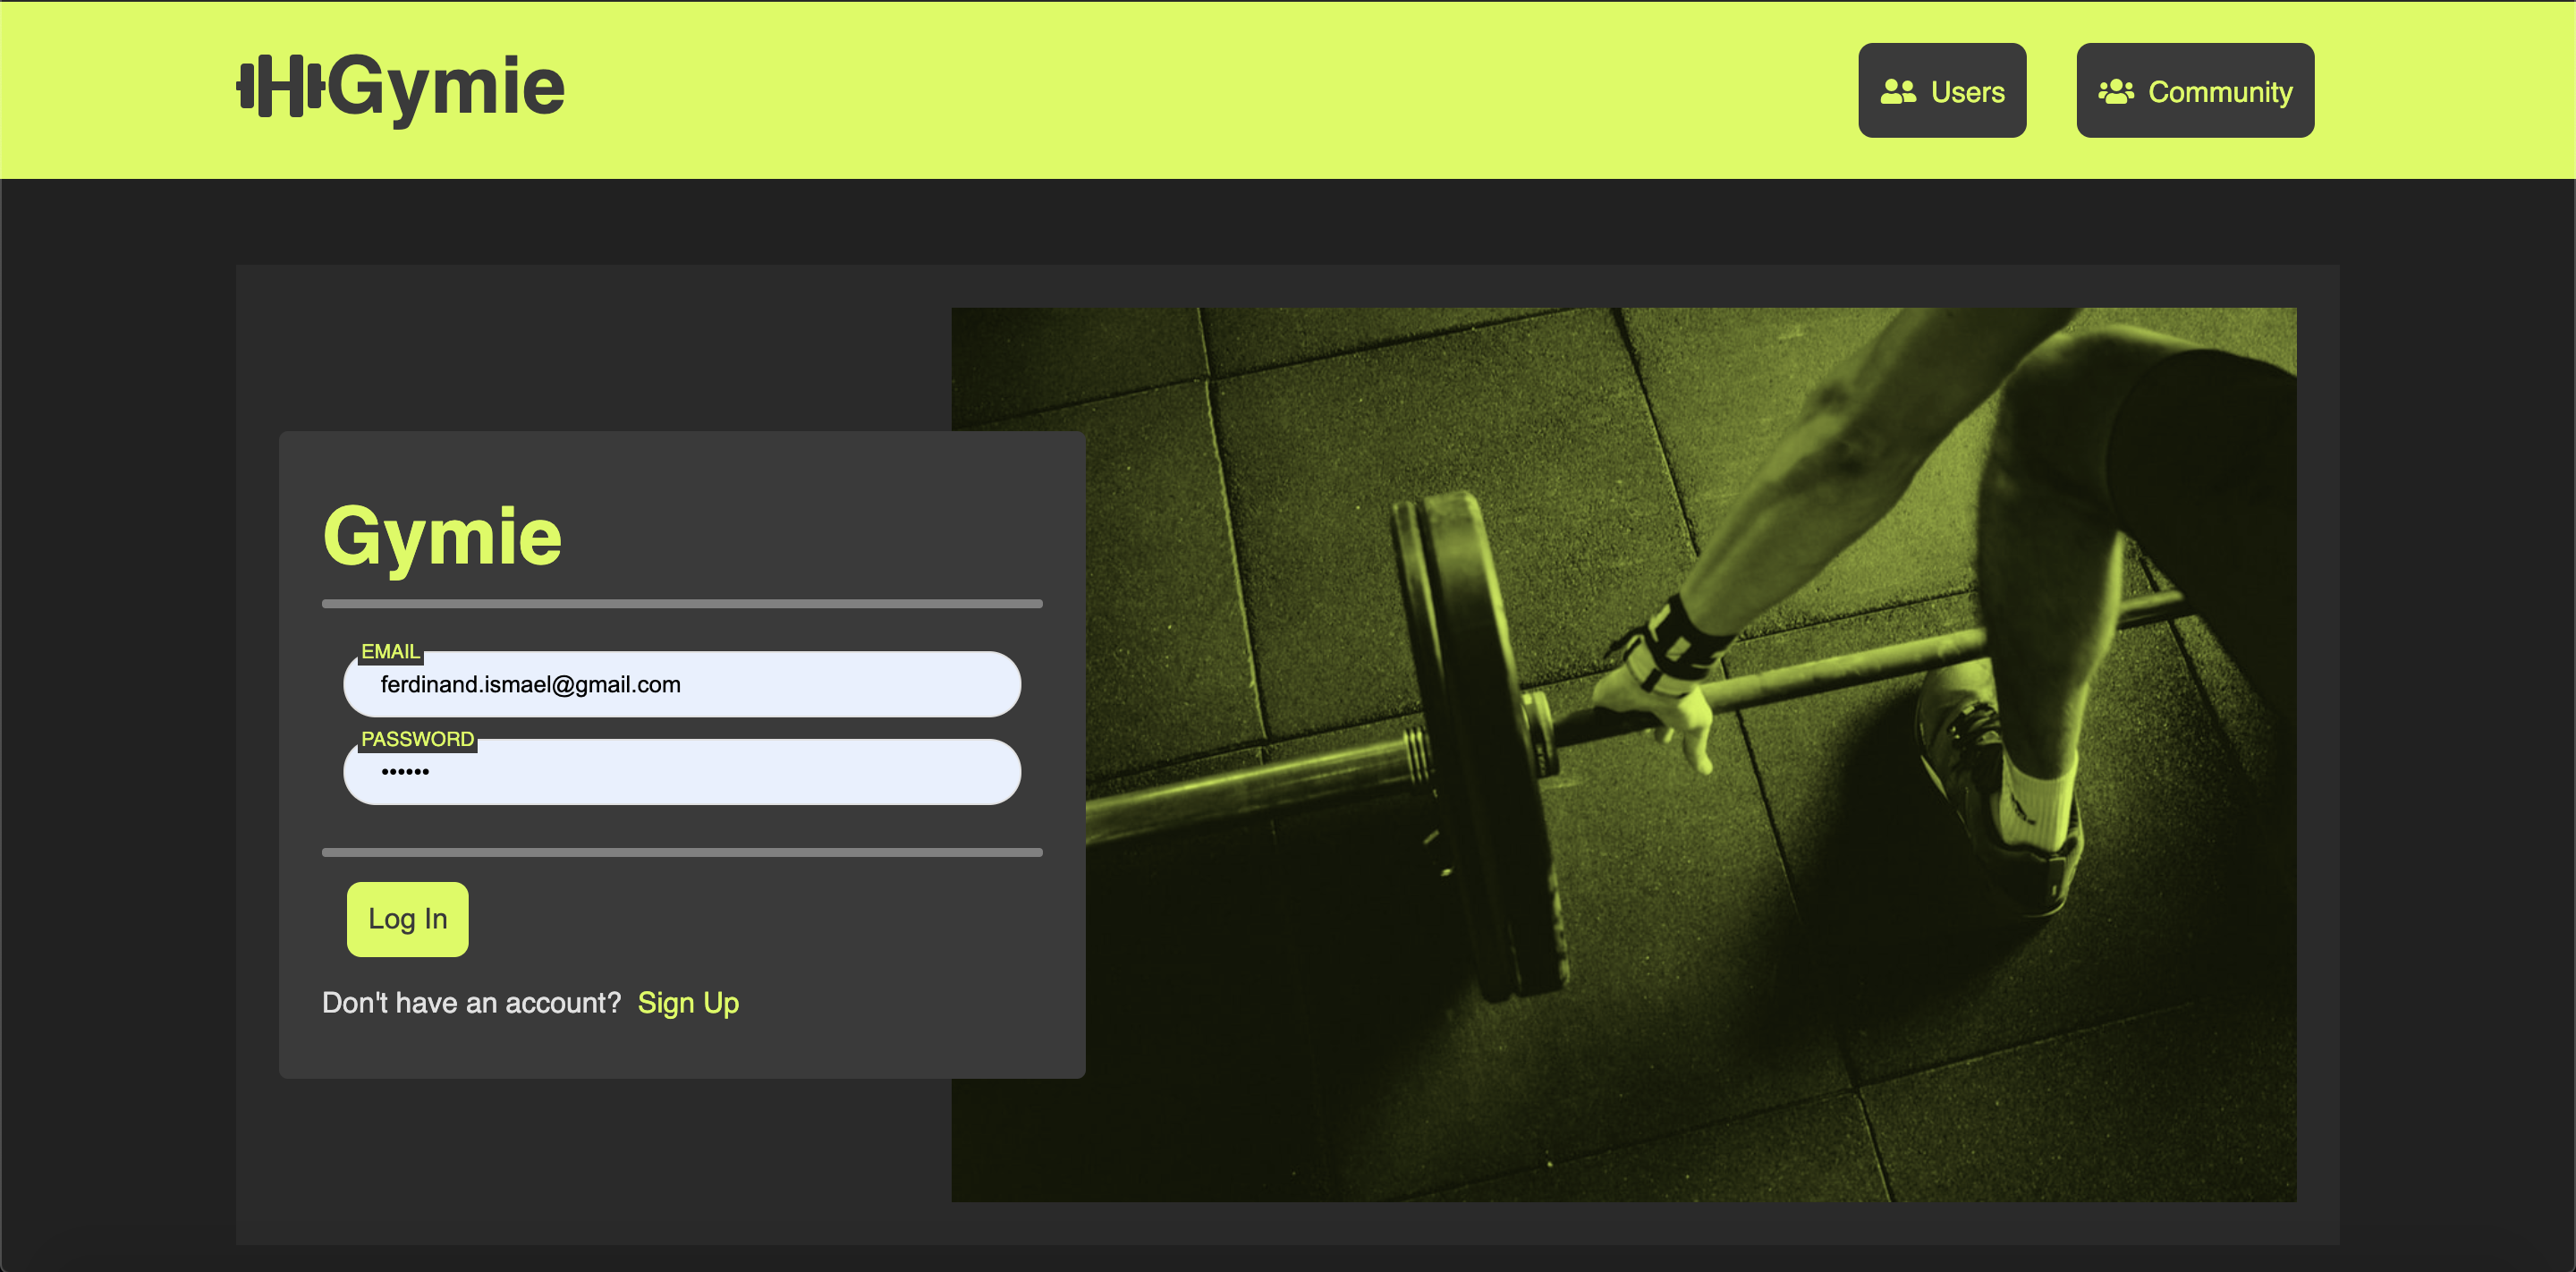 Gymie
Users
Community
Gymie
EMAIL
ferdinand.ismael@gmail.com
PASSWORD
••••••
Log In
Don't have an account? Sign Up